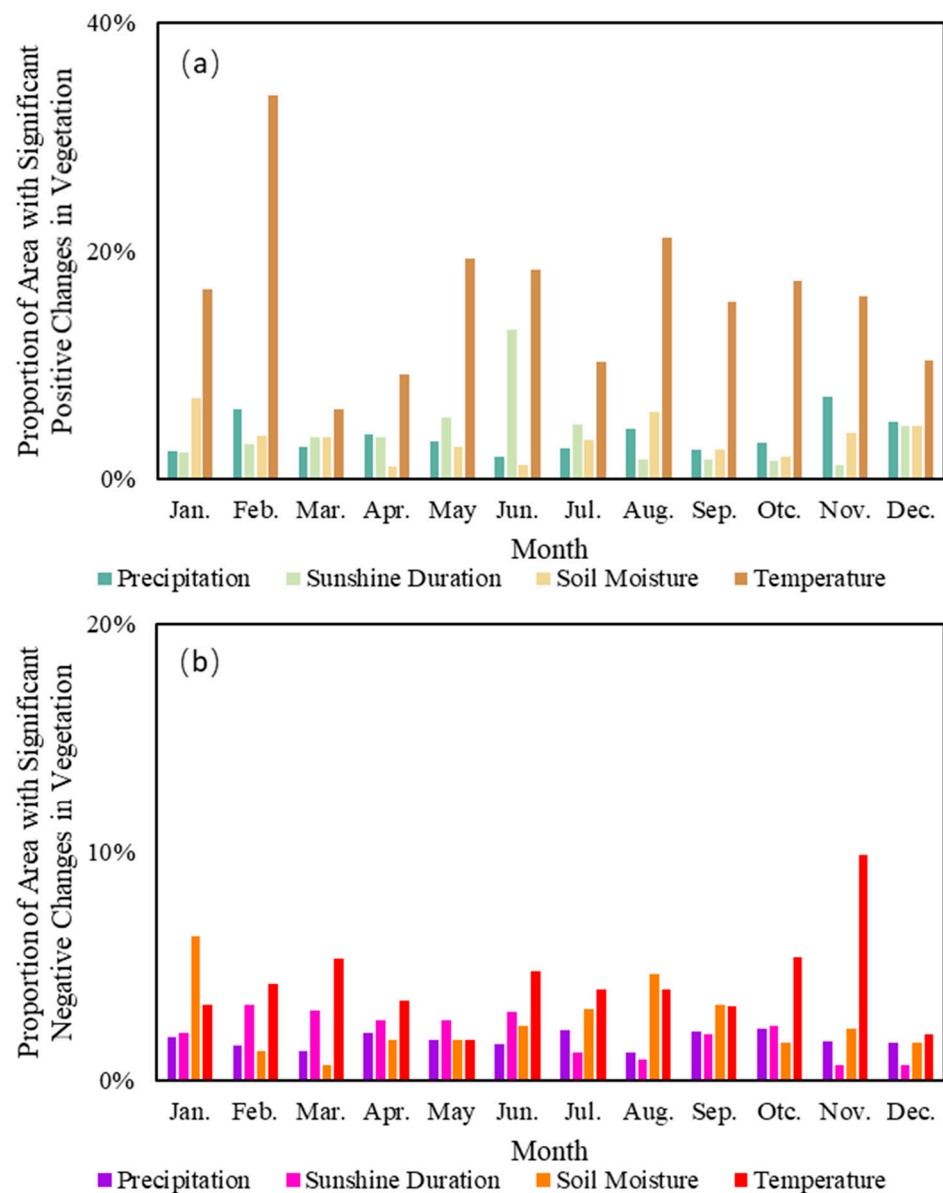 Proportion of Area with Significant
Positive Changes in Vegetation
40%
20%
0%
(a)
Jan. Feb. Mar. Apr. May Jun. Jul. Aug. Sep. Otc. Nov. Dec.
Month
Precipitation Sunshine Duration Soil Moisture Temperature
Proportion of Area with Significant
Negative Changes in Vegetation
20%
10%
0%
(b)
Jan. Feb. Mar. Apr. May Jun. Jul. Aug. Sep. Otc. Nov. Dec.
Month
Precipitation Sunshine Duration Soil Moisture Temperature